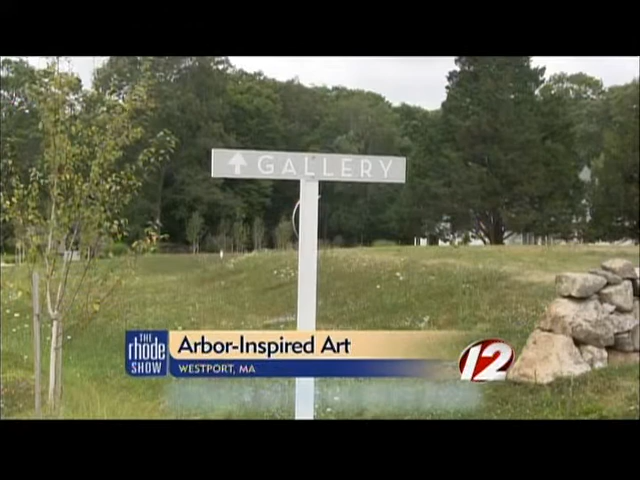 GALLERY
THE
rhode
SHOW
Arbor-Inspired Art
WESTPORT, MA
12